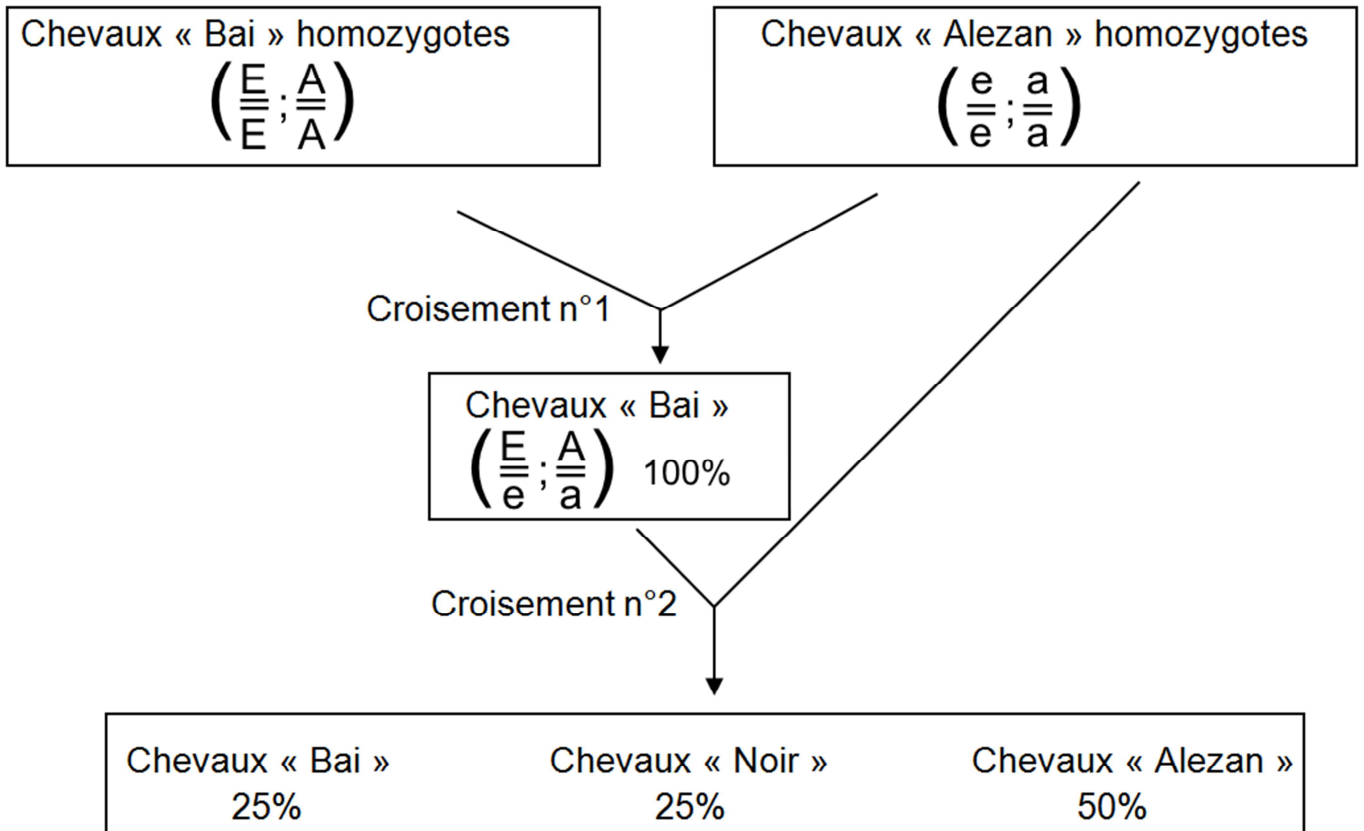 Chevaux « Bai » homozygotes
(E/E ; A/A)
Chevaux « Alezan » homozygotes
(e/e ; a/a)
Croisement n°1
Chevaux « Bai »
(E/e ; A/a) 100%
Croisement n°2
Chevaux « Bai » Chevaux « Noir » Chevaux « Alezan »
25% 25% 50%